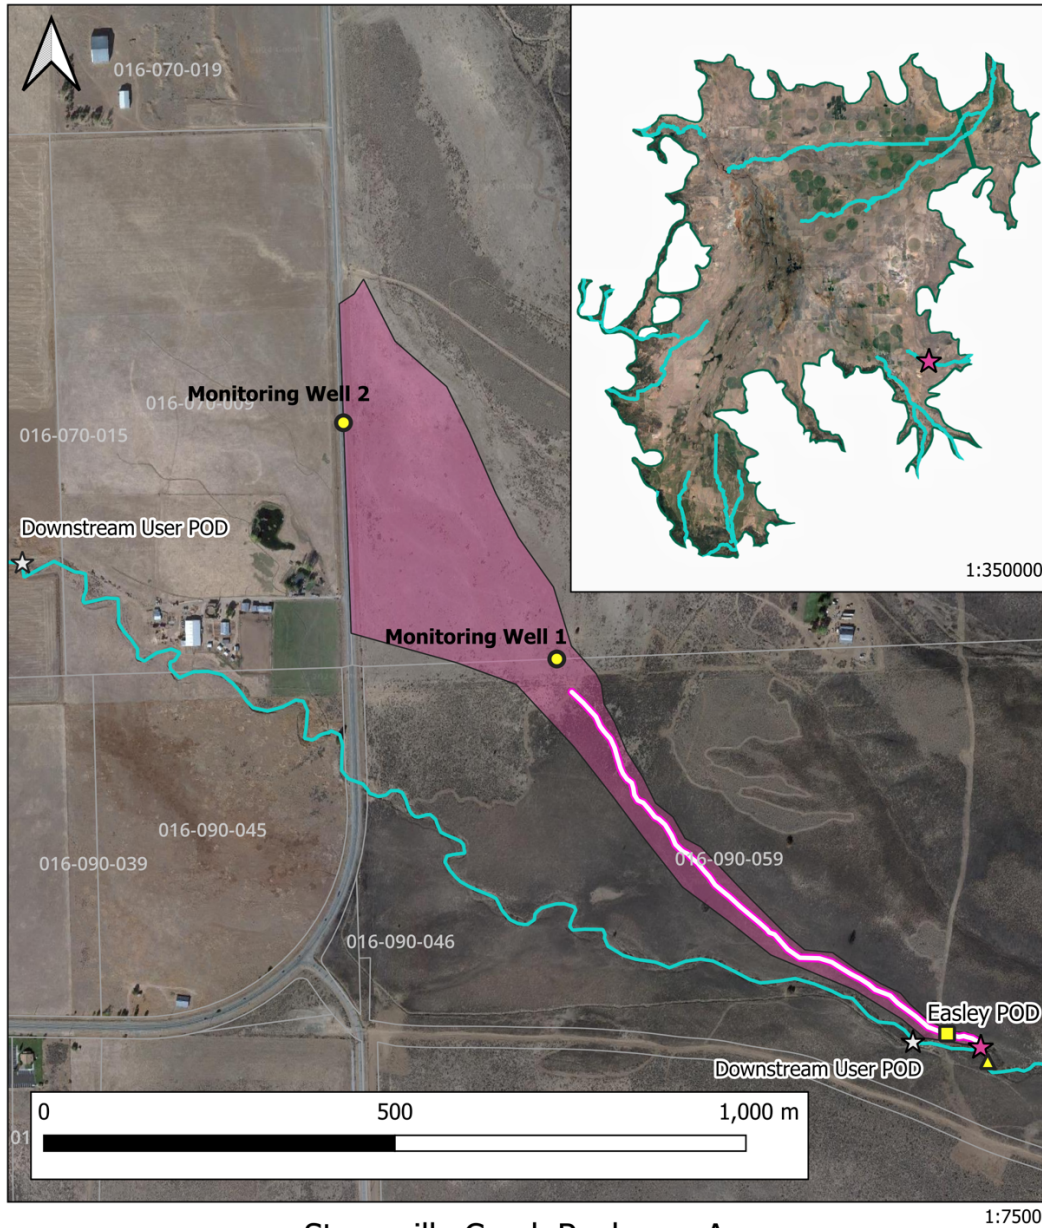 016-070-019
1:350000
Monitoring Well 2
016-070-009
016-070-015
Downstream User POD
Monitoring Well 1
016-090-045
016-090-039
016-090-059
016-090-046
Easley POD
Downstream User POD
0 500 1,000 m
01
1:7500